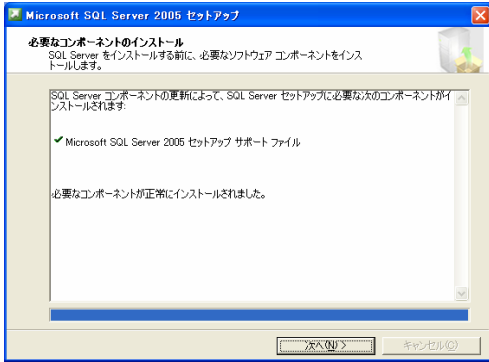 Microsoft SQL Server 2005 セットアップ
必要なコンポーネントのインストール
SQL Server をインストールする前に、必要なソフトウェア コンポーネントをインス
トールします。
SQL Server コンポーネントの更新によって、SQL Server セットアップに必要な次のコンポーネントがイ
ンストールされます:
Microsoft SQL Server 2005 セットアップ サポート ファイル
必要なコンポーネントが正常にインストールされました。
次へ(N) >
キャンセル(C)